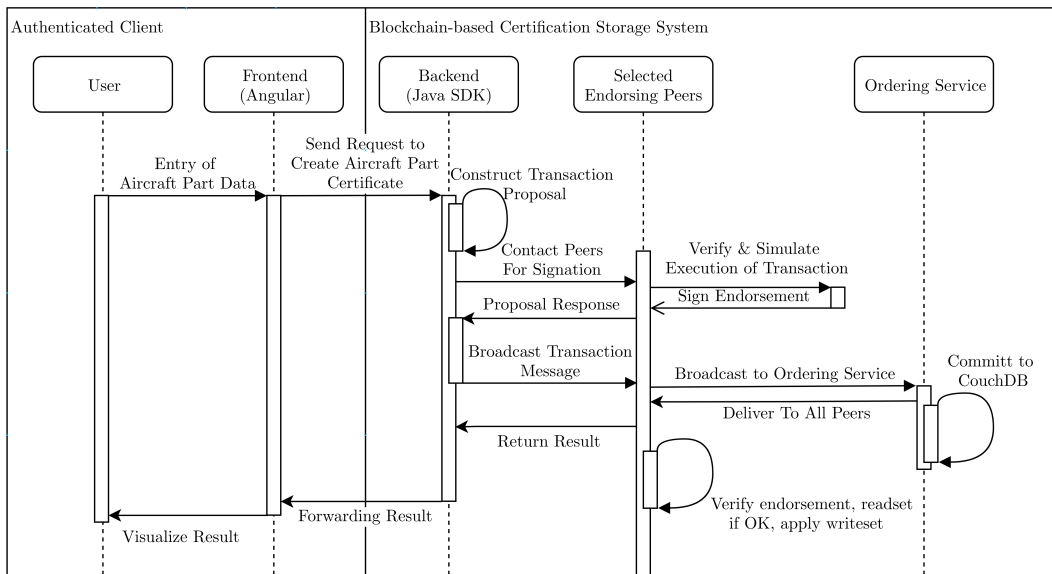 Authenticated Client
Blockchain-based Certification Storage System
User
Frontend
(Angular)
Backend
(Java SDK)
Selected
Endorsing Peers
Ordering Service
Entry of
Aircraft Part Data
Send Request to
Create Aircraft Part
Certificate
Construct Transaction
Proposal
Contact Peers
For Signation
Verify & Simulate
Execution of Transaction
Sign Endorsement
Proposal Response
Broadcast Transaction
Message
Broadcast to Ordering Service
Committ to
CouchDB
Deliver To All Peers
Return Result
Verify endorsement, readset
if OK, apply writeset
Forwarding Result
Visualize Result